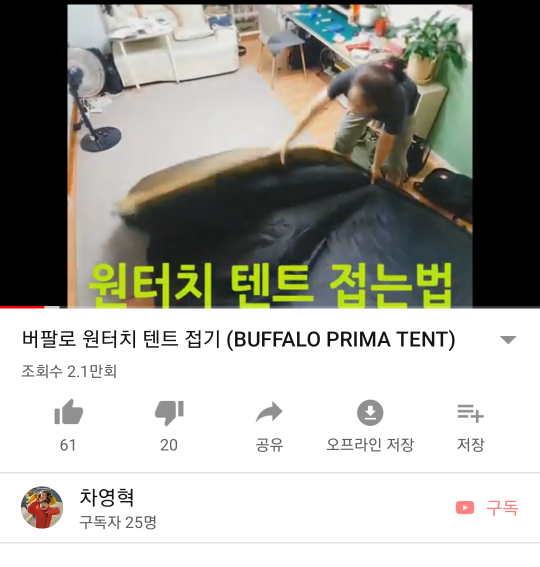 원터치 텐트 접는법
버팔로 원터치 텐트 접기 (BUFFALO PRIMA TENT)
조회수 2.1만회
61
20
공유
오프라인 저장
저장
차영혁
구독자 25명
구독